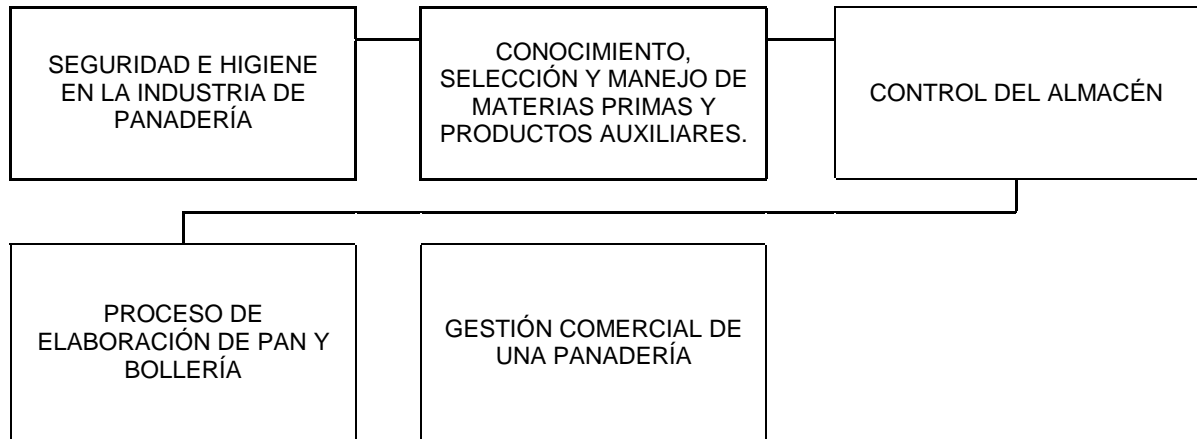 SEGURIDAD E HIGIENE
EN LA INDUSTRIA DE
PANADERÍA
CONOCIMIENTO,
SELECCIÓN Y MANEJO DE
MATERIAS PRIMAS Y
PRODUCTOS AUXILIARES.
CONTROL DEL ALMACÉN
PROCESO DE
ELABORACIÓN DE PAN Y
BOLLERÍA
GESTIÓN COMERCIAL DE
UNA PANADERÍA